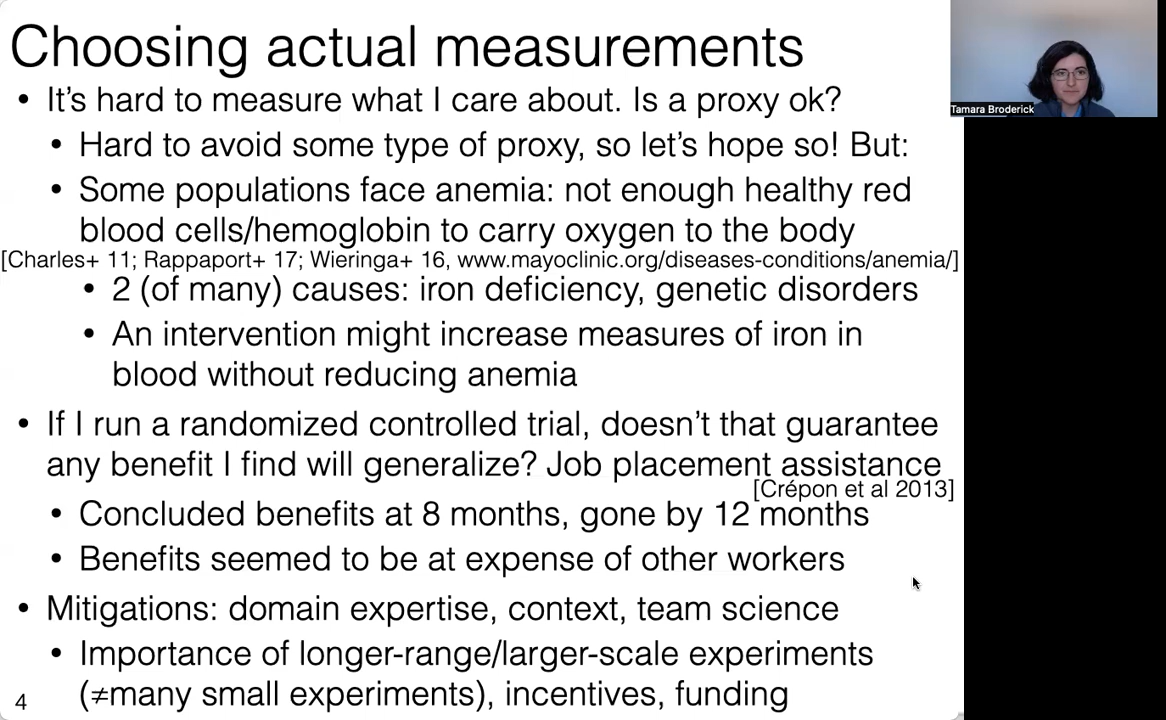 Choosing actual measurements
• It's hard to measure what I care about. Is a proxy ok?
• Hard to avoid some type of proxy, so let's hope so! But:
• Some populations face anemia: not enough healthy red
blood cells/hemoglobin to carry oxygen to the body
[Charles+ 11; Rappaport+ 17; Wieringa+ 16, www.mayoclinic.org/diseases-conditions/anemia/]
• 2 (of many) causes: iron deficiency, genetic disorders
• An intervention might increase measures of iron in
blood without reducing anemia
• If I run a randomized controlled trial, doesn't that guarantee
any benefit I find will generalize? Job placement assistance
[Crépon et al 2013]
• Concluded benefits at 8 months, gone by 12 months
• Benefits seemed to be at expense of other workers
• Mitigations: domain expertise, context, team science
• Importance of longer-range/larger-scale experiments
(≠many small experiments), incentives, funding
4
Tamara Broderick